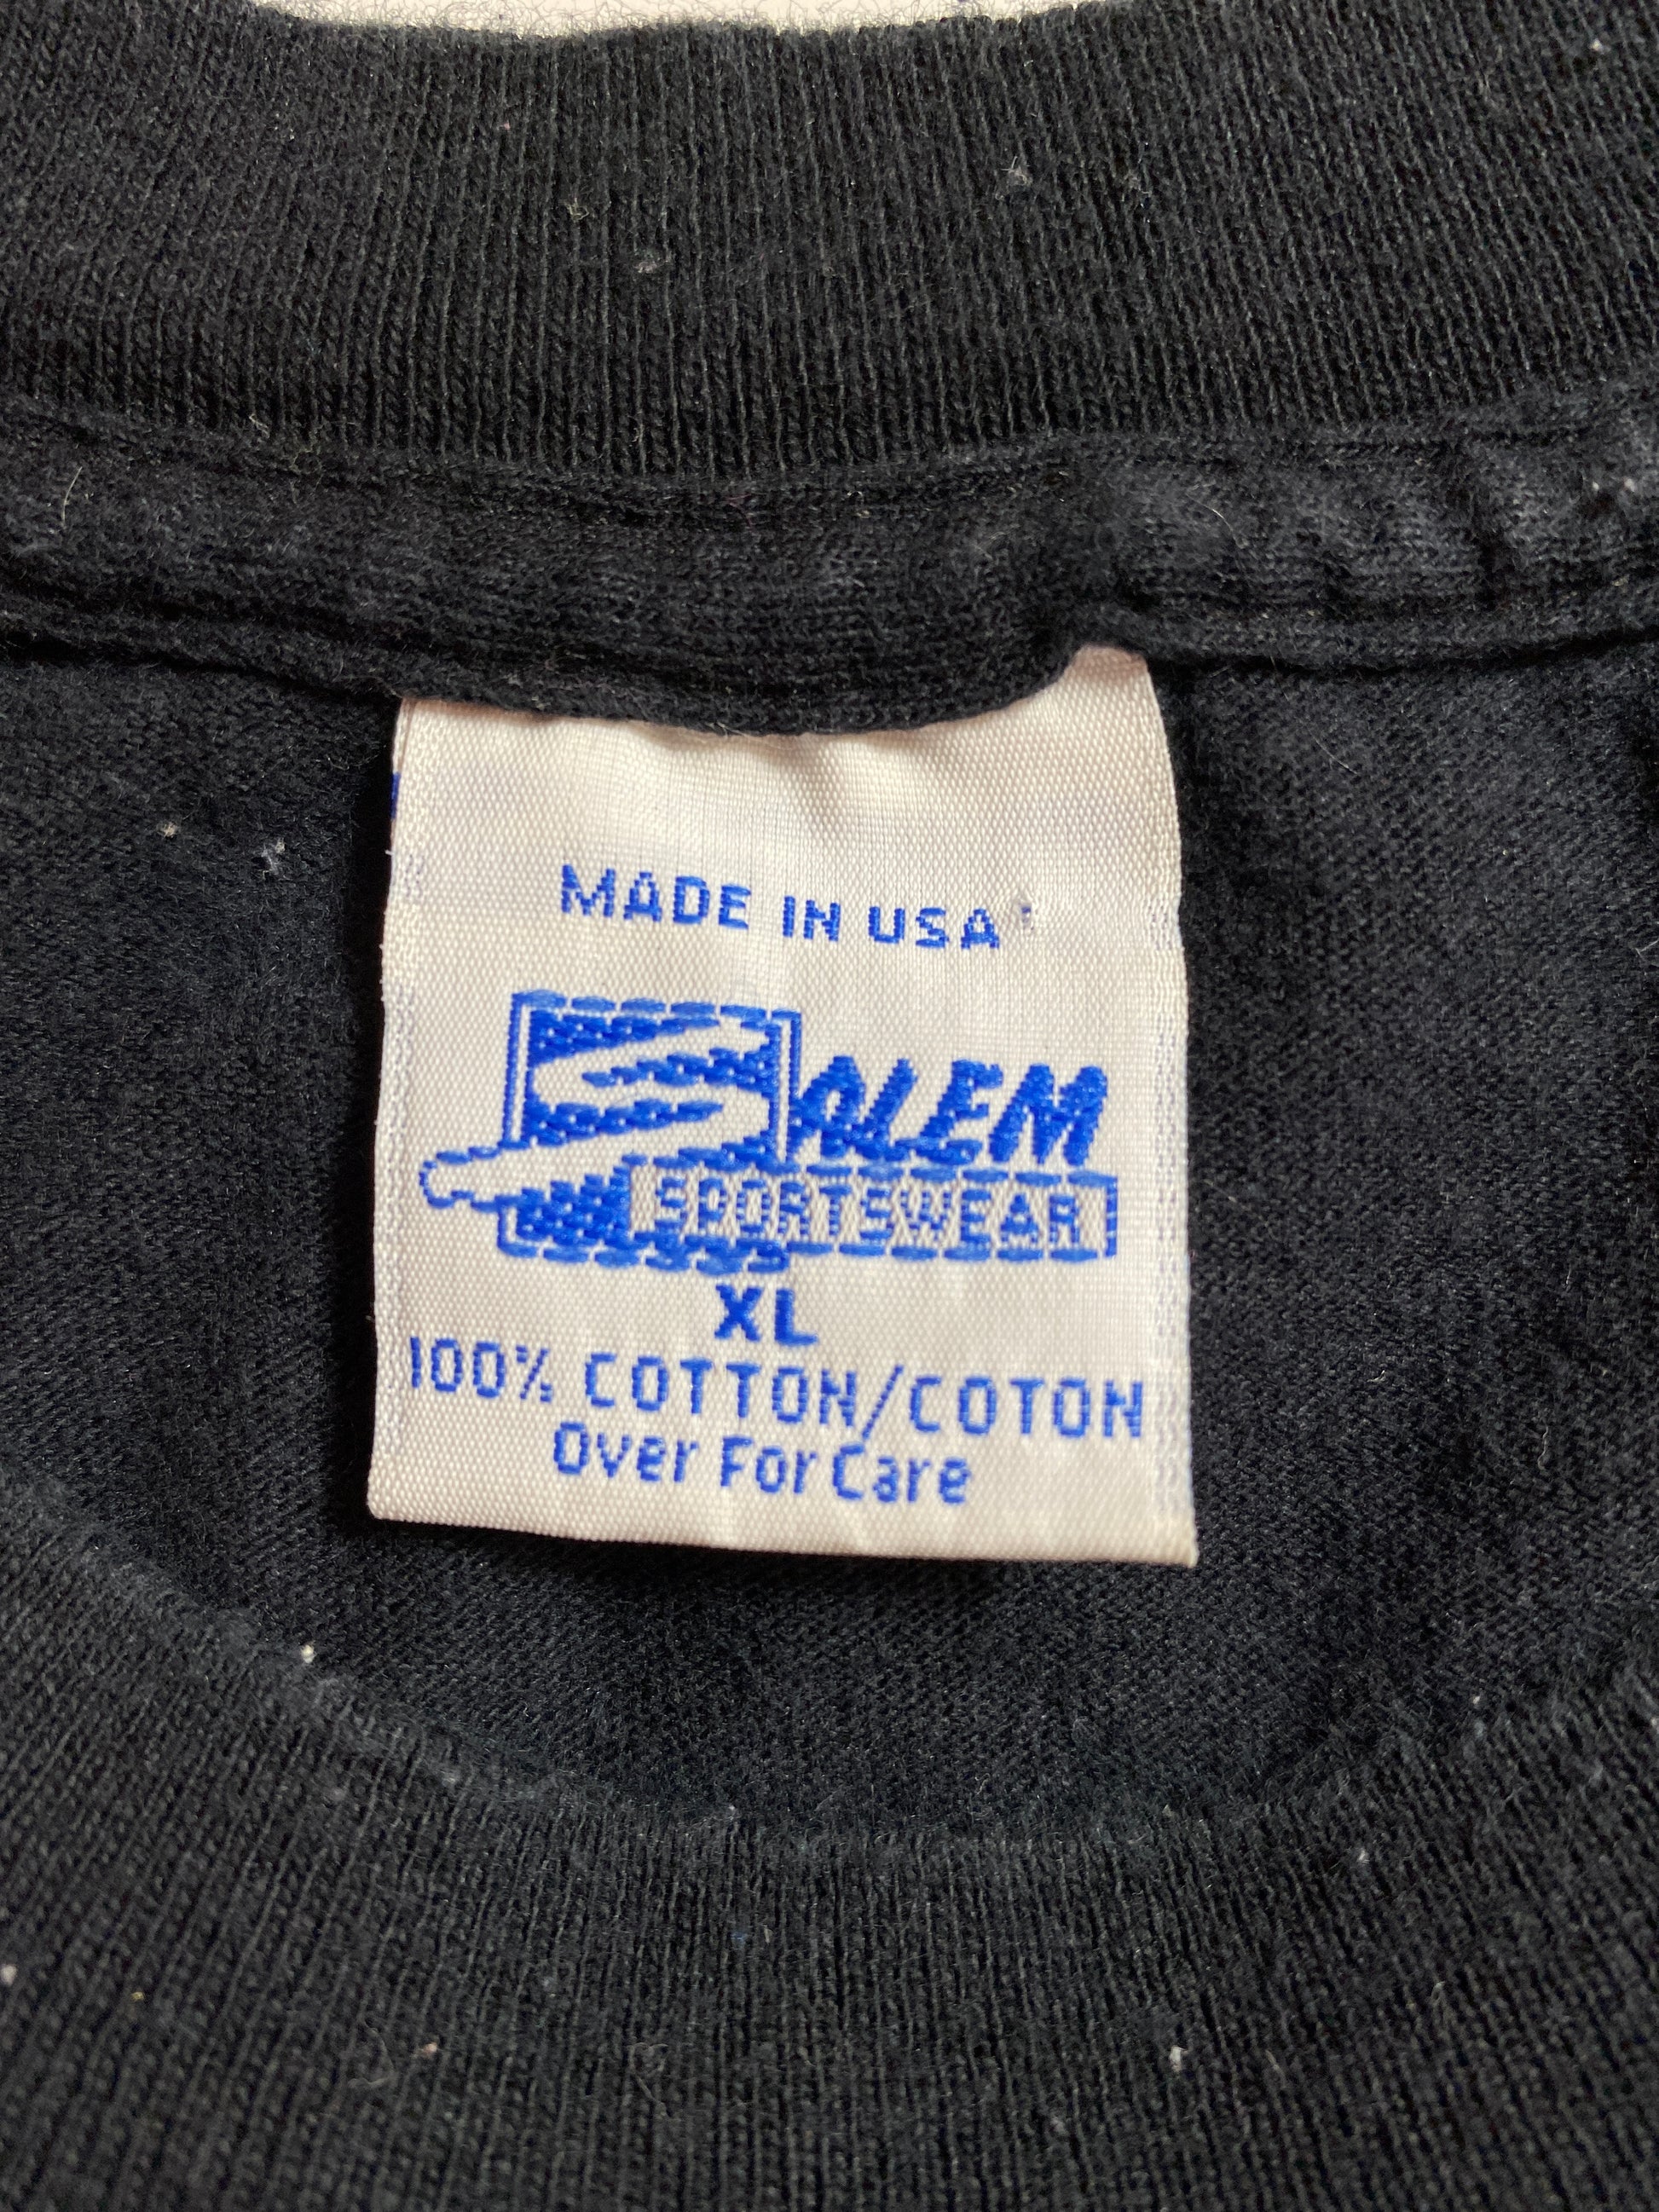 MADE IN USA
SALEM
SPORTSWEAR
XL
100% COTTON/COTON
Over For Care